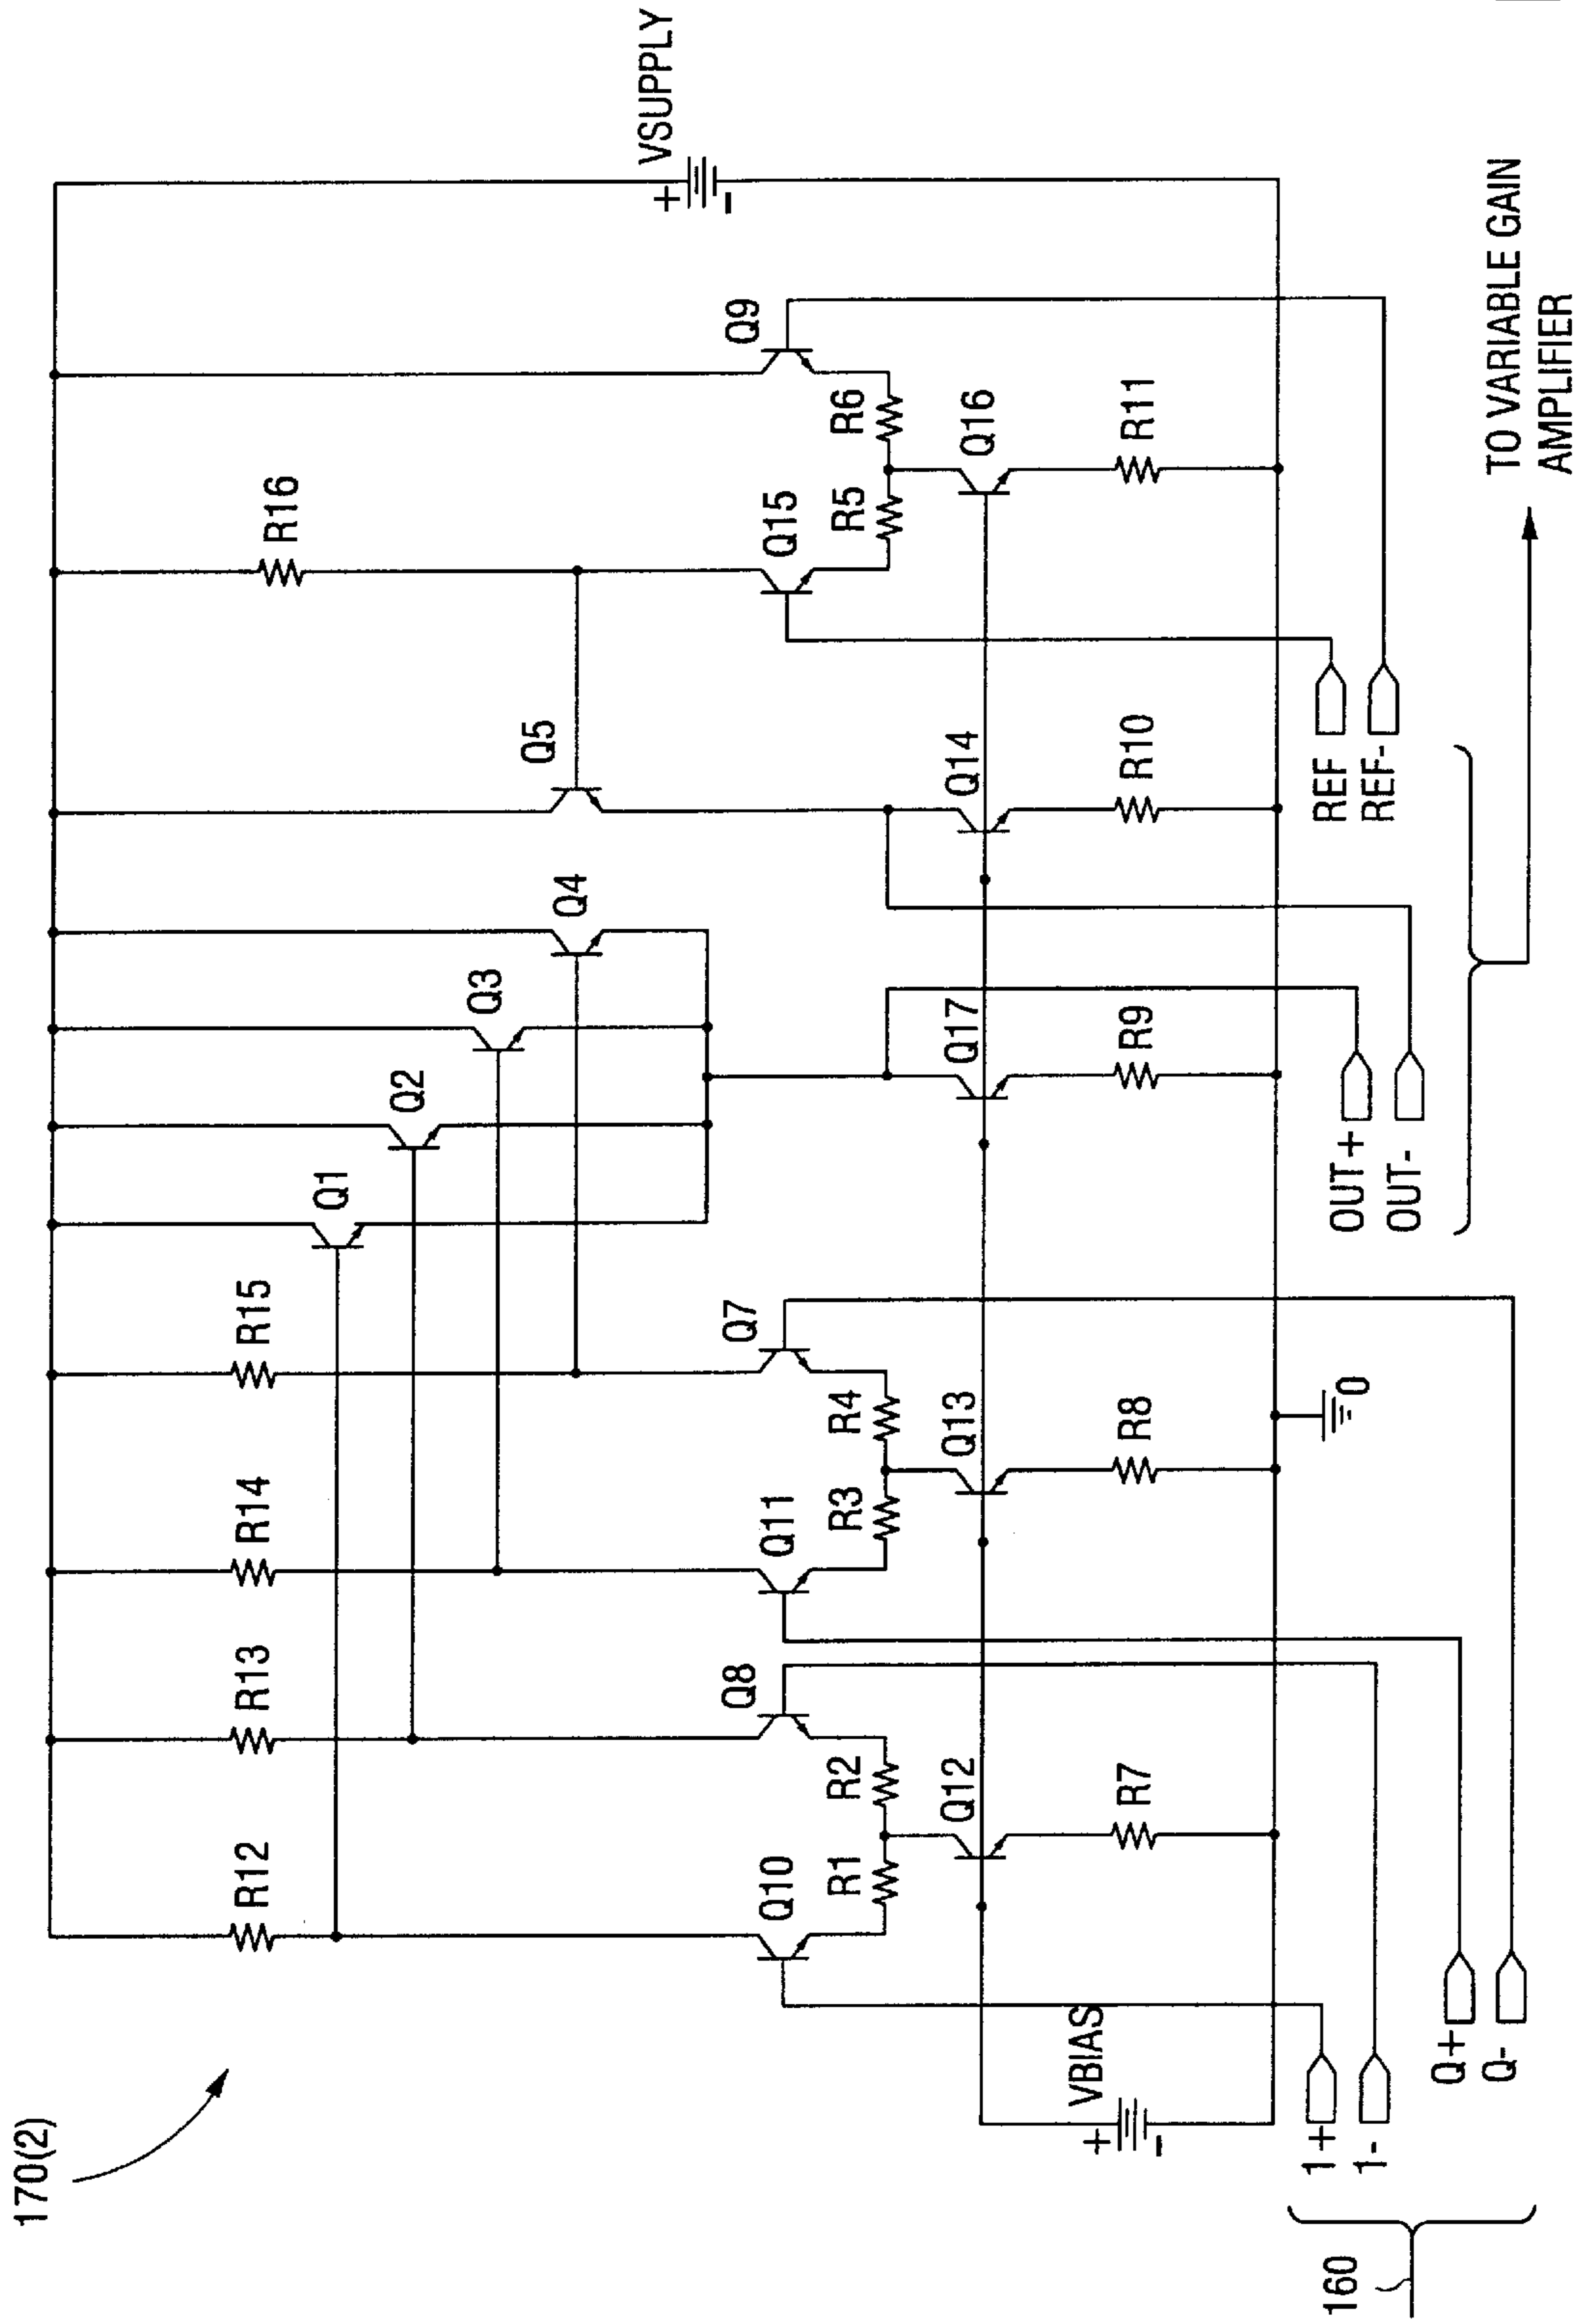 170(2)
VSUPPLY
+
-
R12
R13
R14
R15
R16
Q1
Q2
Q3
Q4
Q5
Q10
Q8
Q11
Q7
Q15
Q9
R1
R2
R3
R4
R5
R6
Q12
Q13
Q17
Q14
Q16
VBIAS
+
-
R7
R8
R9
R10
R11
0
160
1+
1-
Q+
Q-
OUT+
OUT-
REF
REF-
TO VARIABLE GAIN
AMPLIFIER